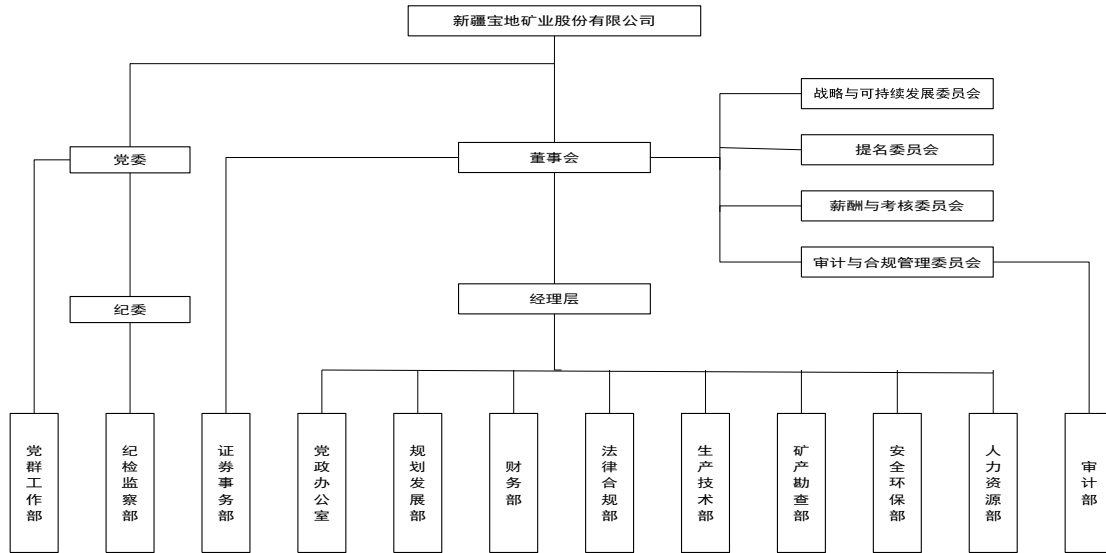 新疆宝地矿业股份有限公司
战略与可持续发展委员会
党委
董事会
提名委员会
薪酬与考核委员会
审计与合规管理委员会
纪委
经理层
党群工作部
纪检监察部
证券事务部
党政办公室
规划发展部
财务部
法律合规部
生产技术部
矿产勘查部
安全环保部
人力资源部
审计部